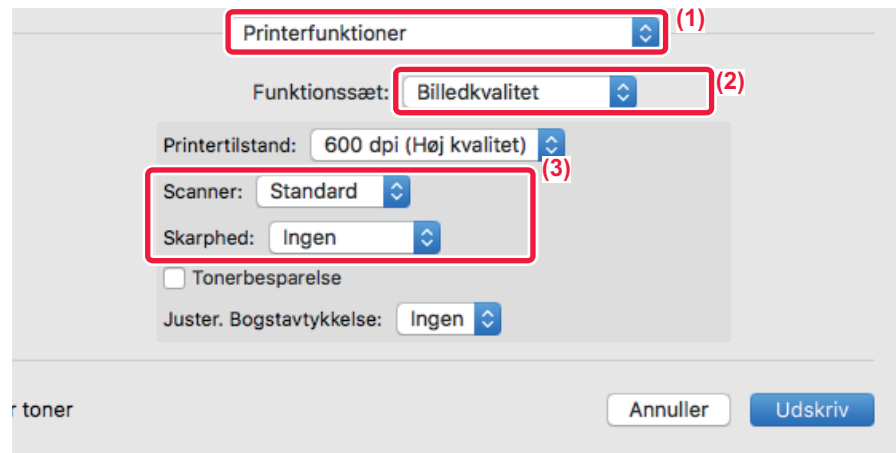 Printerfunktioner (1)
Funktionssæt: Billedkvalitet (2)
Printertilstand: 600 dpi (Høj kvalitet)
(3)
Scanner: Standard
Skarphed: Ingen
Tonerbesparelse
Juster. Bogstavtykkelse: Ingen
r toner Annuller Udskriv